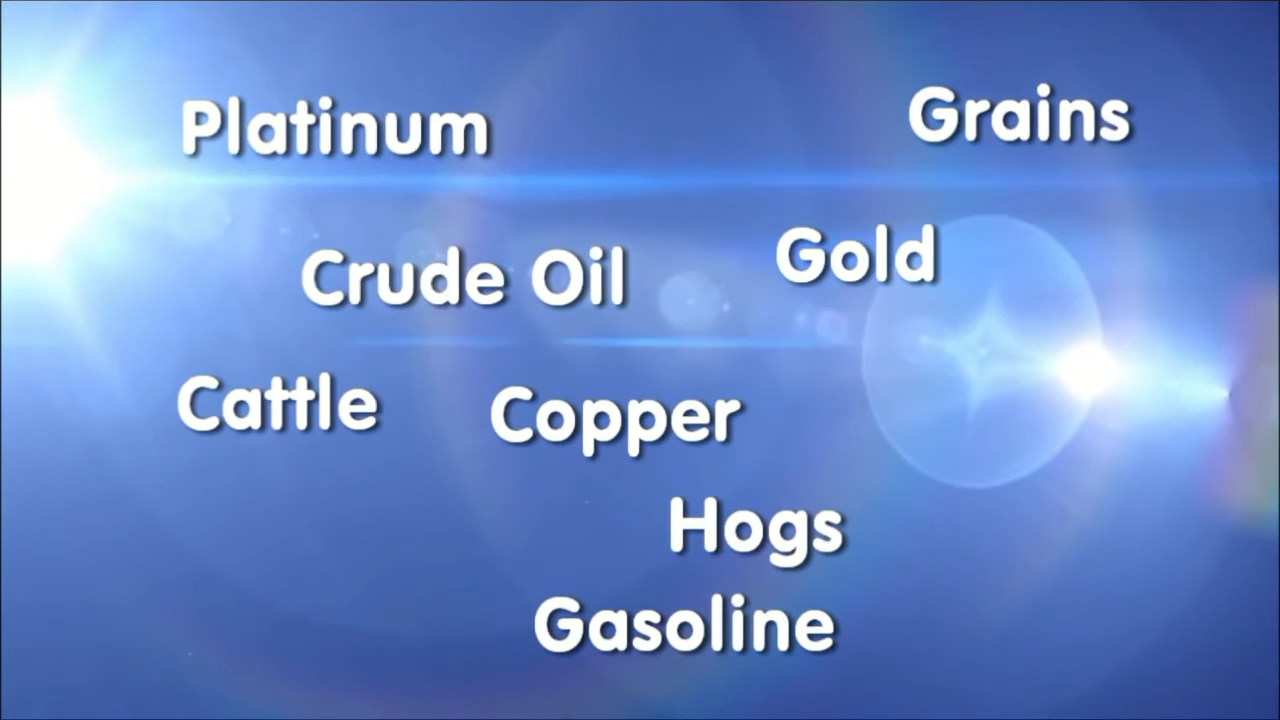 Platinum
Grains
Crude Oil
Gold
Cattle
Copper
Hogs
Gasoline